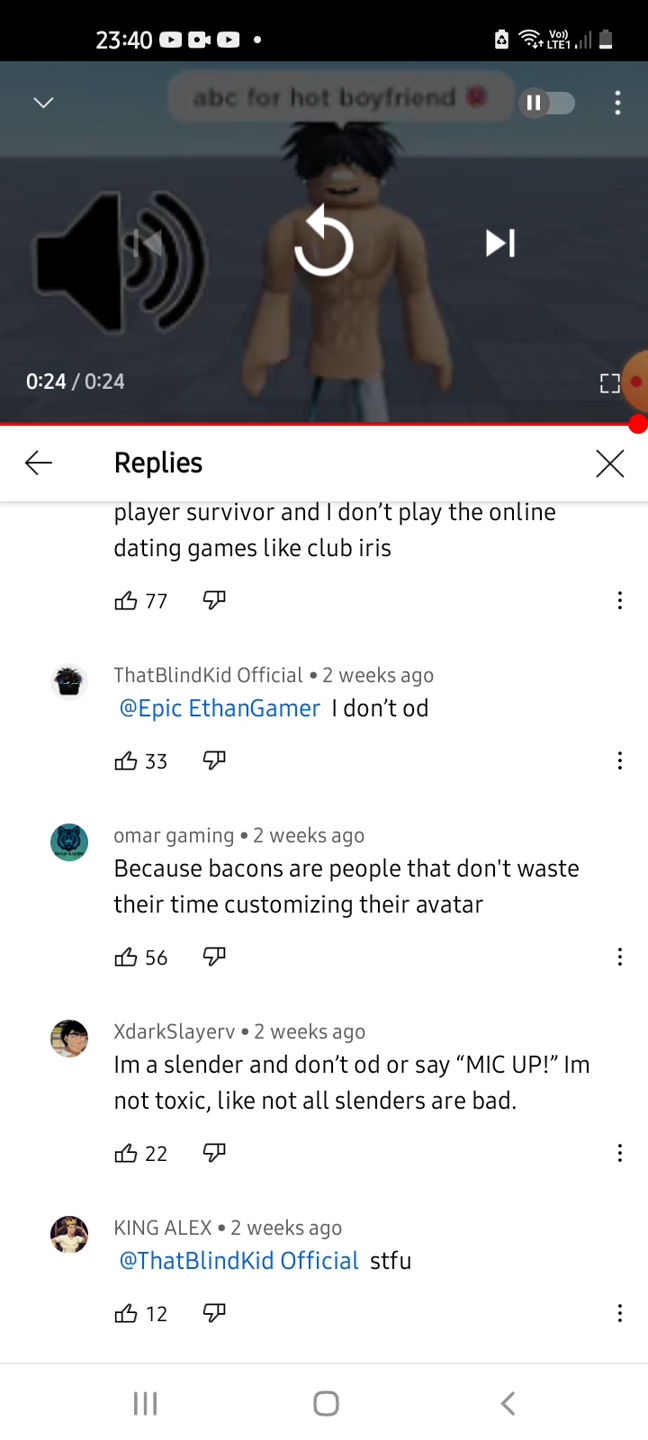 23:40
Vo)
LTE1
abc for hot boyfriend
0:24 / 0:24
Replies
player survivor and I don't play the online
dating games like club iris
77
ThatBlindKid Official • 2 weeks ago
@Epic EthanGamer I don't od
33
omar gaming • 2 weeks ago
Because bacons are people that don't waste
their time customizing their avatar
56
XdarkSlayerv • 2 weeks ago
Im a slender and don't od or say “MIC UP!” Im
not toxic, like not all slenders are bad.
22
KING ALEX • 2 weeks ago
@ThatBlindKid Official stfu
12